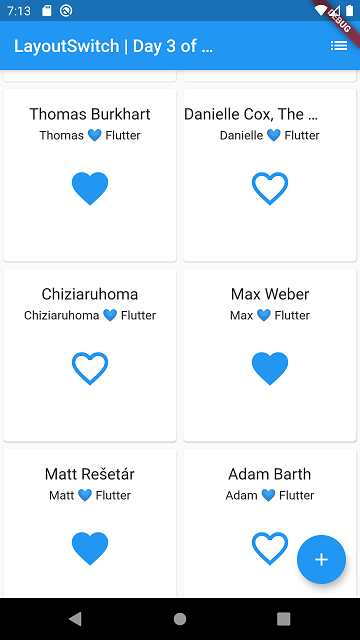 7:13
DEBUG
LayoutSwitch | Day 3 of …
Thomas Burkhart
Thomas 💙 Flutter
Danielle Cox, The …
Danielle 💙 Flutter
Chiziaruhoma
Chiziaruhoma 💙 Flutter
Max Weber
Max 💙 Flutter
Matt Rešetár
Matt 💙 Flutter
Adam Barth
Adam 💙 Flutter